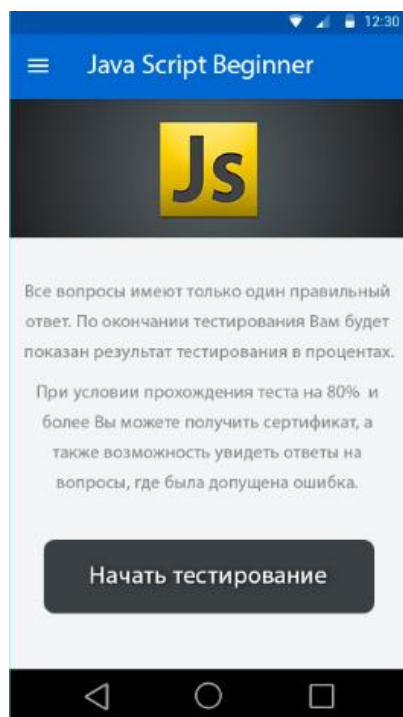 12:30
Java Script Beginner
Js
Все вопросы имеют только один правильный
ответ. По окончании тестирования Вам будет
показан результат тестирования в процентах.
При условии прохождения теста на 80% и
более Вы можете получить сертификат, а
также возможность увидеть ответы на
вопросы, где была допущена ошибка.
Начать тестирование